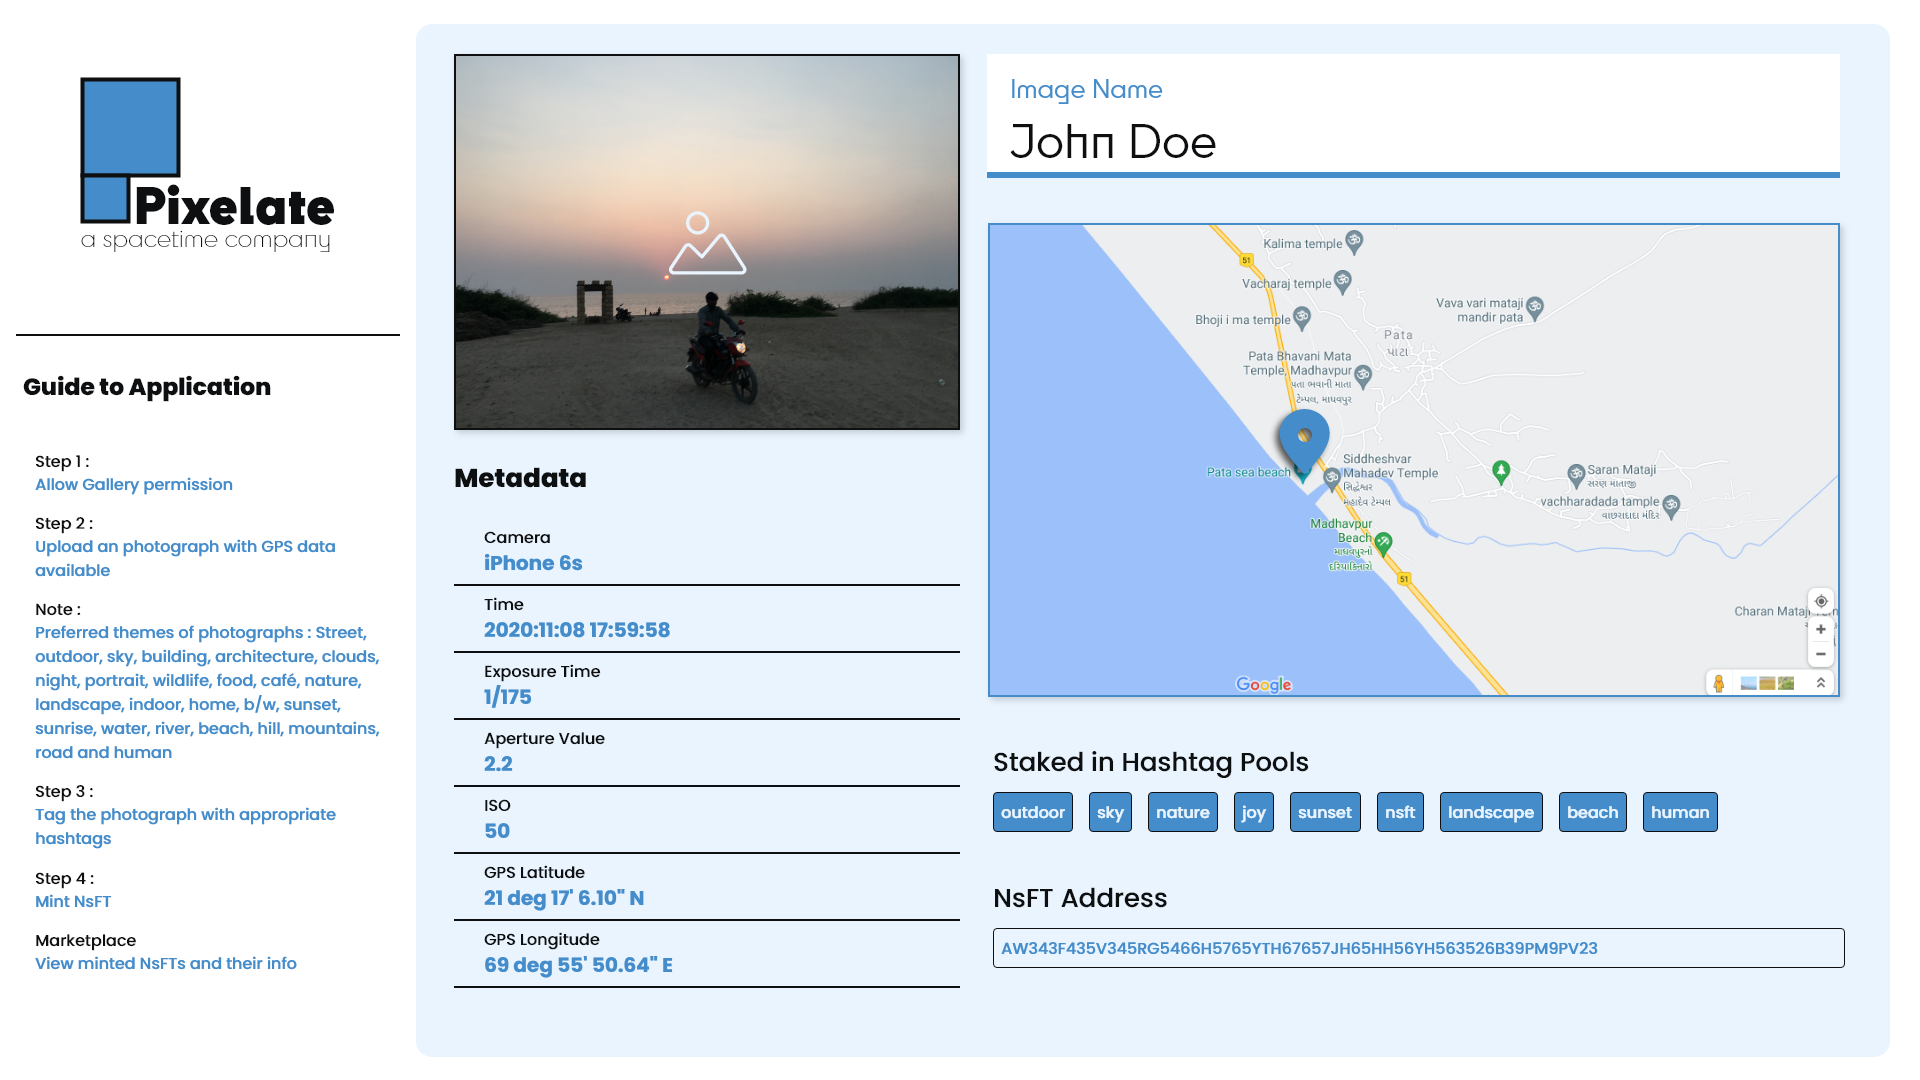 Pixelate
a spacetime company
Guide to Application
Step 1 :
Allow Gallery permission
Step 2 :
Upload an photograph with GPS data
available
Note :
Preferred themes of photographs : Street,
outdoor, sky, building, architecture, clouds,
night, portrait, wildlife, food, café, nature,
landscape, indoor, home, b/w, sunset,
sunrise, water, river, beach, hill, mountains,
road and human
Step 3 :
Tag the photograph with appropriate
hashtags
Step 4 :
Mint NsFT
Marketplace
View minted NsFTs and their info
Metadata
Camera
iPhone 6s
Time
2020:11:08 17:59:58
Exposure Time
1/175
Aperture Value
2.2
ISO
50
GPS Latitude
21 deg 17' 6.10" N
GPS Longitude
69 deg 55' 50.64" E
Image Name
John Doe
Kalima temple
51
Vacharaj temple
Vava vari mataji
mandir pata
Bhoji i ma temple
Pata
પાટા
Pata Bhavani Mata
Temple, Madhavpur
પતા ભવાની માતા
ટેમ્પલ, માધવપુર
Pata sea beach
Siddheshvar
Mahadev Temple
સિદ્ધેશ્વર
મહાદેવ ટેમ્પલ
Saran Mataji
સરણ માતાજી
vachharadada tample
વાછરાદાદા મંદિર
Madhavpur
Beach
માધવપુરનો
દરિયાકિનારો
51
Charan Mataji
Google
Staked in Hashtag Pools
outdoor sky nature joy sunset nsft landscape beach human
NsFT Address
AW343F435V345RG5466H5765YTH67657JH65HH56YH563526B39PM9PV23